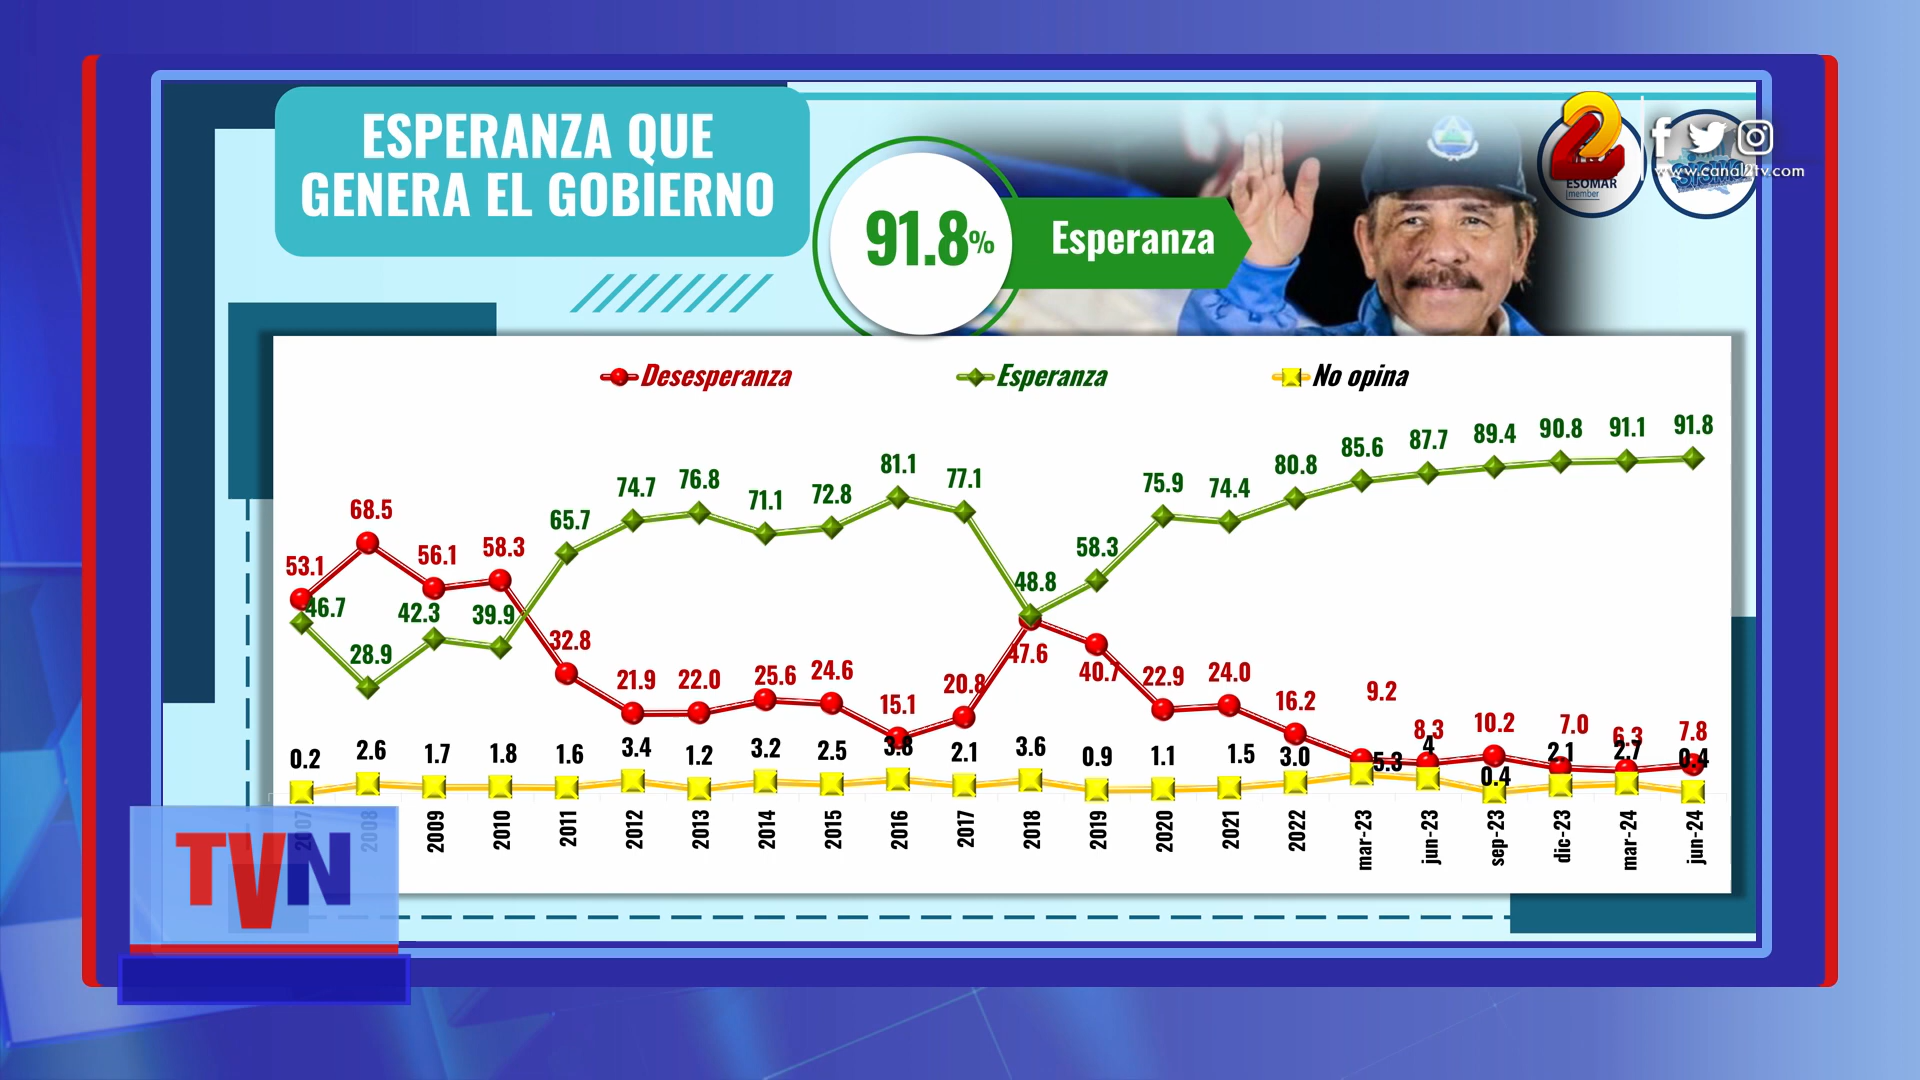 ESPERANZA QUE
GENERA EL GOBIERNO
91.8%
Esperanza
2
www.canal2tv.com
ESOMAR
member
Desesperanza
Esperanza
No opina
53.1 68.5 56.1 58.3 32.8 21.9 22.0 25.6 24.6 15.1 20.8 47.6 40.7 22.9 24.0 16.2 9.2 8.3 10.2 7.0 6.3 7.8
46.7 28.9 42.3 39.9 65.7 74.7 76.8 71.1 72.8 81.1 77.1 48.8 58.3 75.9 74.4 80.8 85.6 87.7 89.4 90.8 91.1 91.8
0.2 2.6 1.7 1.8 1.6 3.4 1.2 3.2 2.5 3.8 2.1 3.6 0.9 1.1 1.5 3.0 5.3 4 0.4 2.1 2.7 0.4
2007 2008 2009 2010 2011 2012 2013 2014 2015 2016 2017 2018 2019 2020 2021 2022 mar-23 jun-23 sep-23 dic-23 mar-24 jun-24
TVN